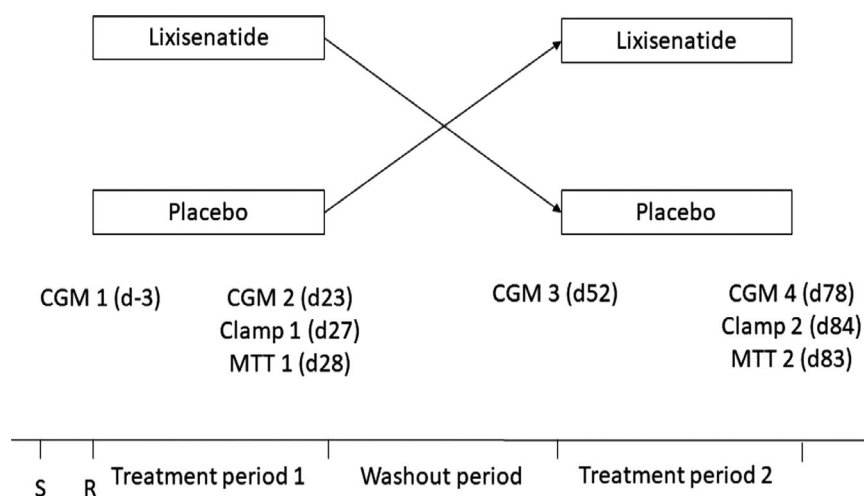 Lixisenatide
Lixisenatide
Placebo
Placebo
CGM 1 (d-3)
CGM 2 (d23)
Clamp 1 (d27)
MTT 1 (d28)
CGM 3 (d52)
CGM 4 (d78)
Clamp 2 (d84)
MTT 2 (d83)
S
R
Treatment period 1
Washout period
Treatment period 2